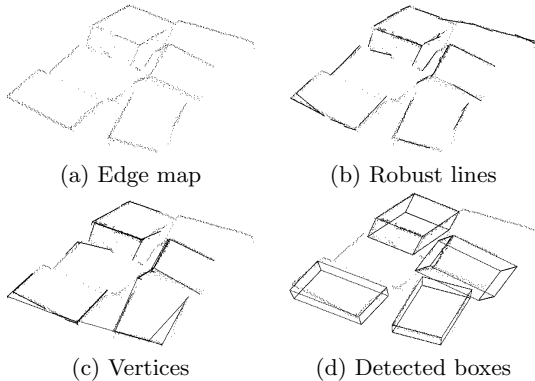 (a) Edge map
(b) Robust lines
(c) Vertices
(d) Detected boxes